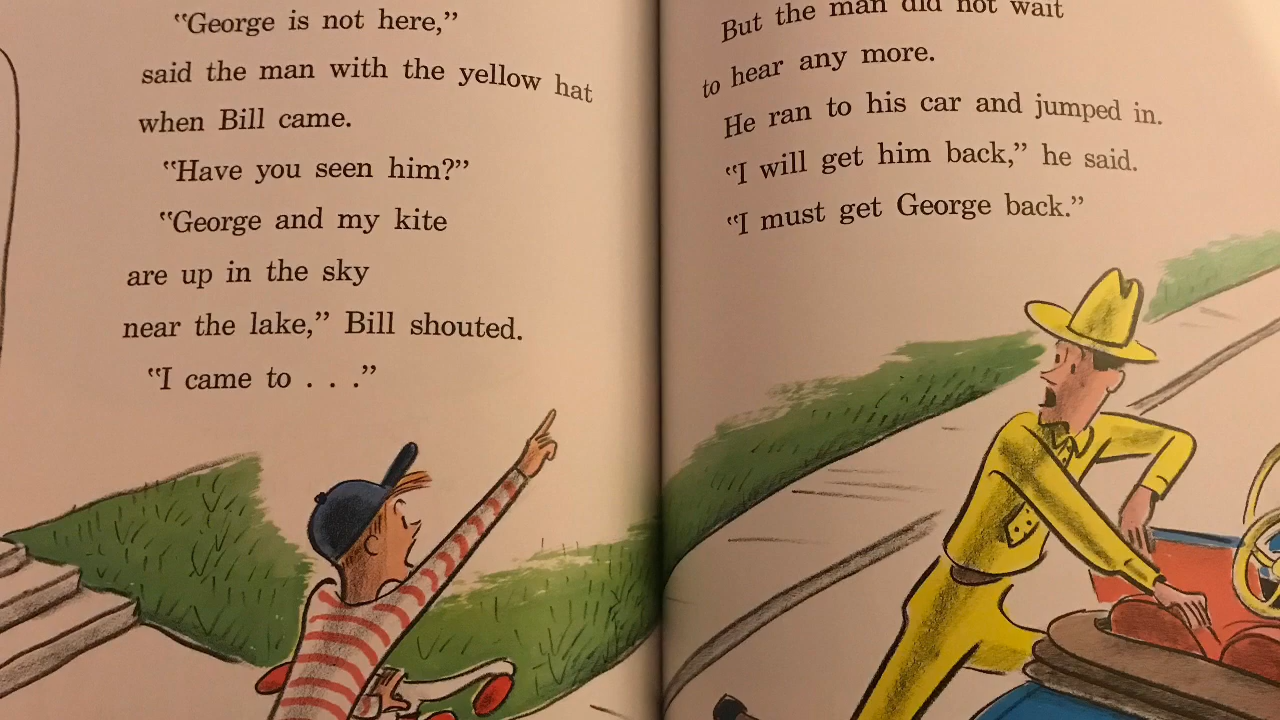 “George is not here,”
said the man with the yellow hat
when Bill came.
“Have you seen him?”
“George and my kite
are up in the sky
near the lake,” Bill shouted.
“I came to . . .”
But the man did not wait
to hear any more.
He ran to his car and jumped in.
“I will get him back,” he said.
“I must get George back.”